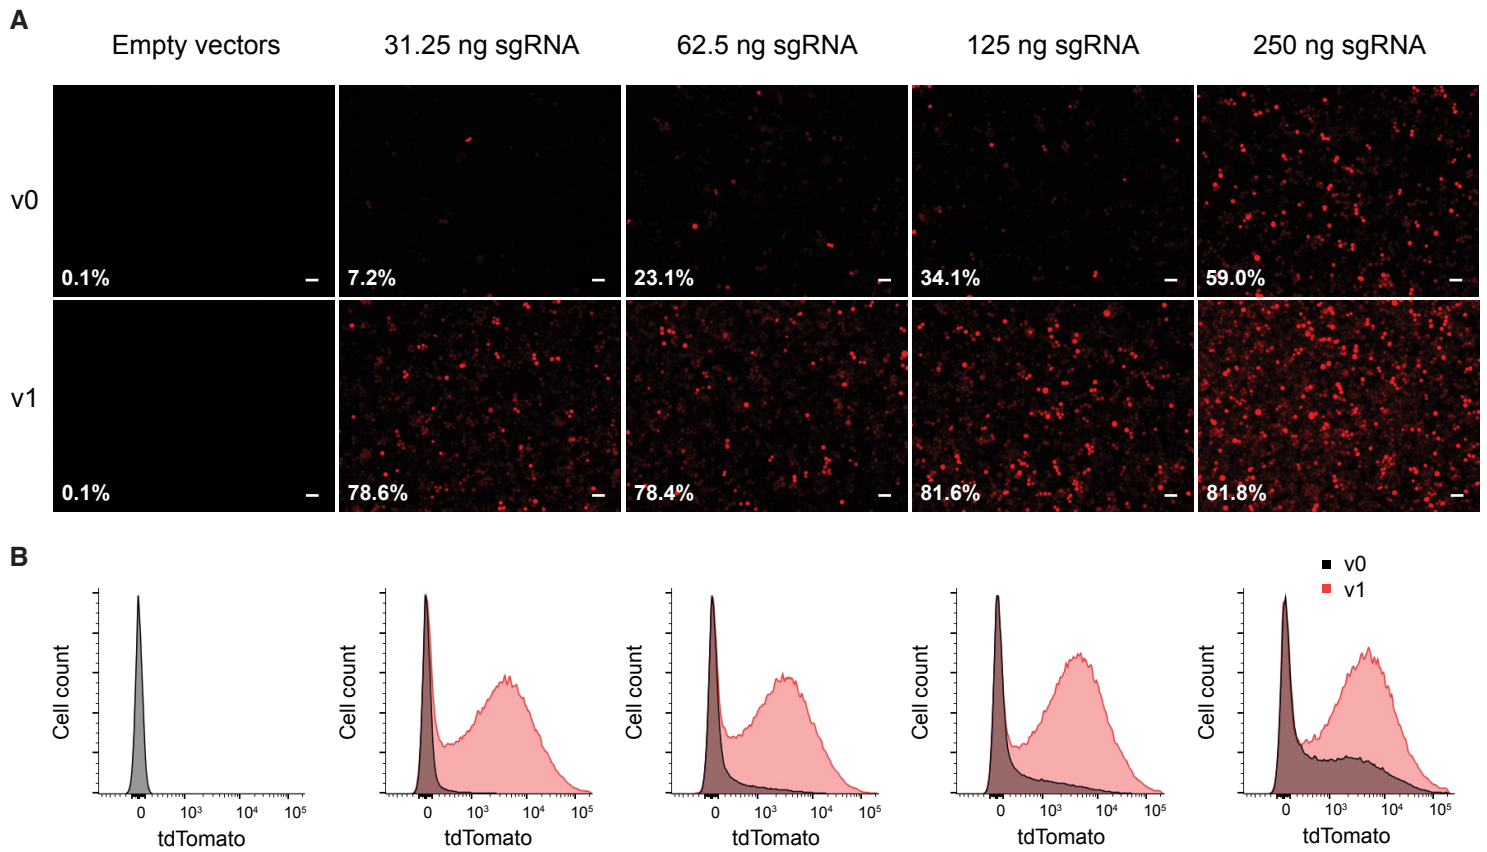 A
Empty vectors 31.25 ng sgRNA 62.5 ng sgRNA 125 ng sgRNA 250 ng sgRNA
v0
0.1% 7.2% 23.1% 34.1% 59.0%
v1
0.1% 78.6% 78.4% 81.6% 81.8%
B
v0
v1
Cell count Cell count Cell count Cell count Cell count
0 10³ 10⁴ 10⁵ 0 10³ 10⁴ 10⁵ 0 10³ 10⁴ 10⁵ 0 10³ 10⁴ 10⁵ 0 10³ 10⁴ 10⁵
tdTomato tdTomato tdTomato tdTomato tdTomato